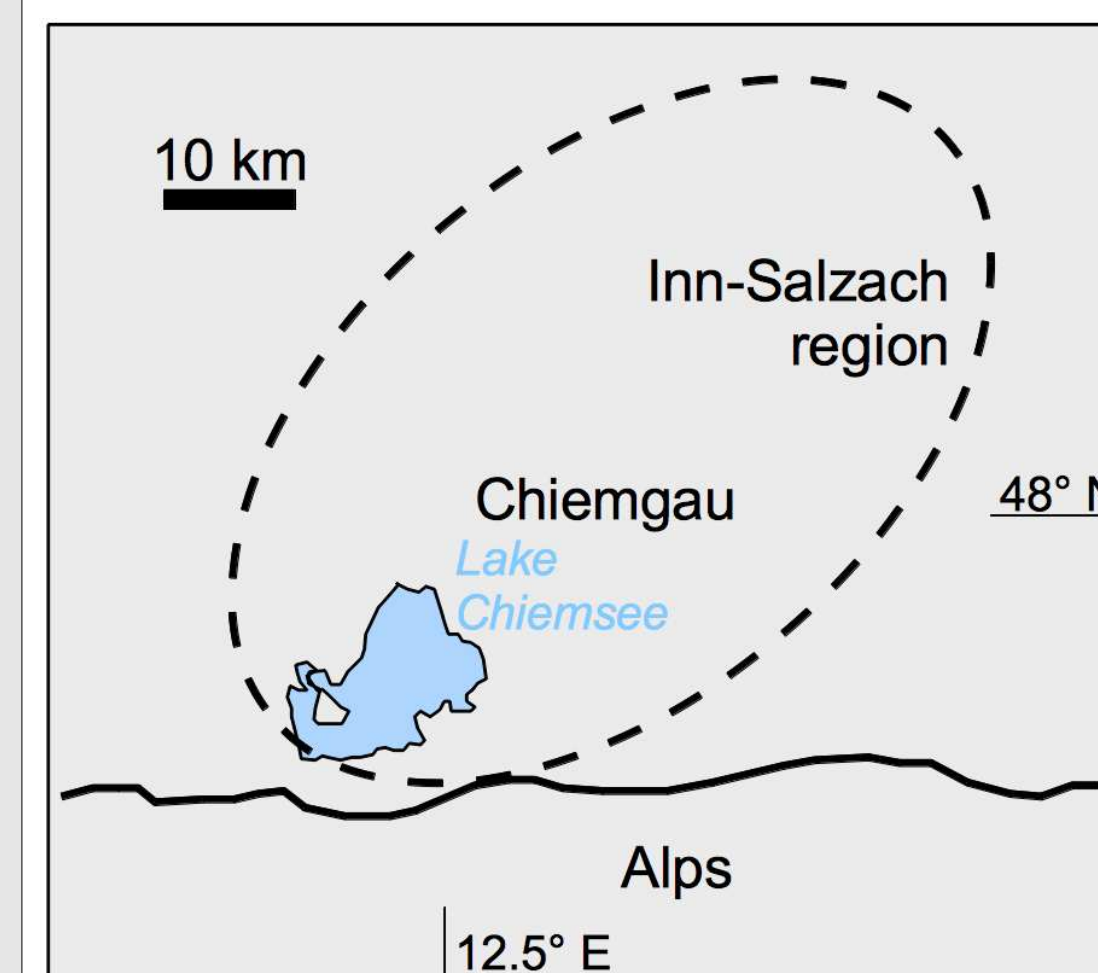 10 km
Inn-Salzach
region
Chiemgau
48° N
Lake
Chiemsee
Alps
12.5° E